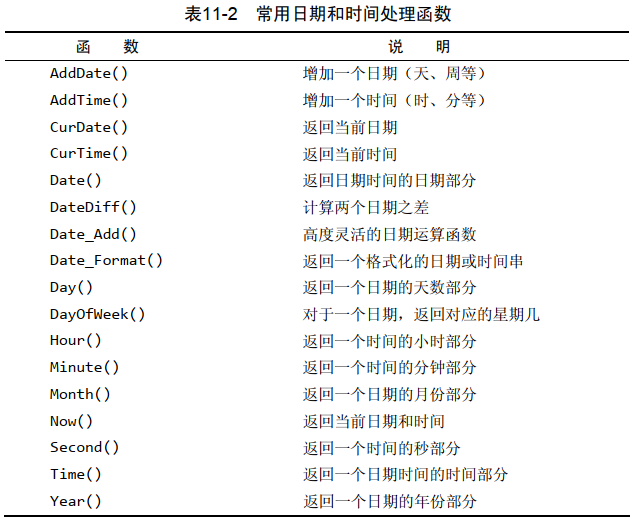 表11-2 常用日期和时间处理函数
函 数 说 明
AddDate() 增加一个日期（天、周等）
AddTime() 增加一个时间（时、分等）
CurDate() 返回当前日期
CurTime() 返回当前时间
Date() 返回日期时间的日期部分
DateDiff() 计算两个日期之差
Date_Add() 高度灵活的日期运算函数
Date_Format() 返回一个格式化的日期或时间串
Day() 返回一个日期的天数部分
DayOfWeek() 对于一个日期，返回对应的星期几
Hour() 返回一个时间的小时部分
Minute() 返回一个时间的分钟部分
Month() 返回一个日期的月份部分
Now() 返回当前日期和时间
Second() 返回一个时间的秒部分
Time() 返回一个日期时间的时间部分
Year() 返回一个日期的年份部分